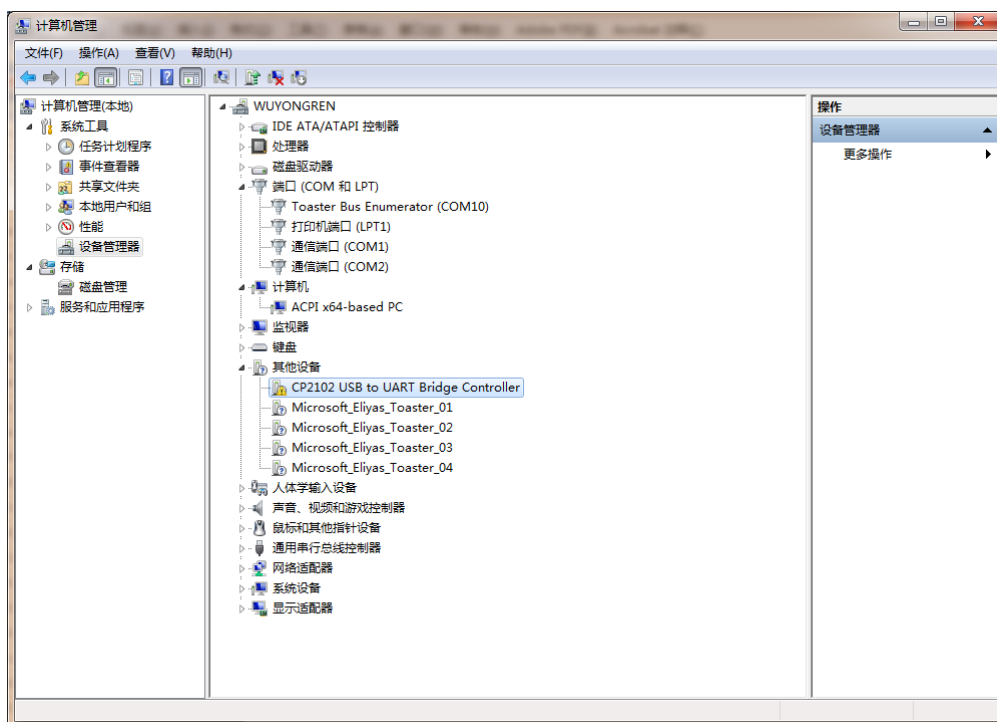 计算机管理
文件(F) 操作(A) 查看(V) 帮助(H)
计算机管理(本地)
系统工具
任务计划程序
事件查看器
共享文件夹
本地用户和组
性能
设备管理器
存储
磁盘管理
服务和应用程序
WUYONGREN
IDE ATA/ATAPI 控制器
处理器
磁盘驱动器
端口 (COM 和 LPT)
Toaster Bus Enumerator (COM10)
打印机端口 (LPT1)
通信端口 (COM1)
通信端口 (COM2)
计算机
ACPI x64-based PC
监视器
键盘
其他设备
CP2102 USB to UART Bridge Controller
Microsoft_Eliyas_Toaster_01
Microsoft_Eliyas_Toaster_02
Microsoft_Eliyas_Toaster_03
Microsoft_Eliyas_Toaster_04
人体学输入设备
声音、视频和游戏控制器
鼠标和其他指针设备
通用串行总线控制器
网络适配器
系统设备
显示适配器
操作
设备管理器
更多操作